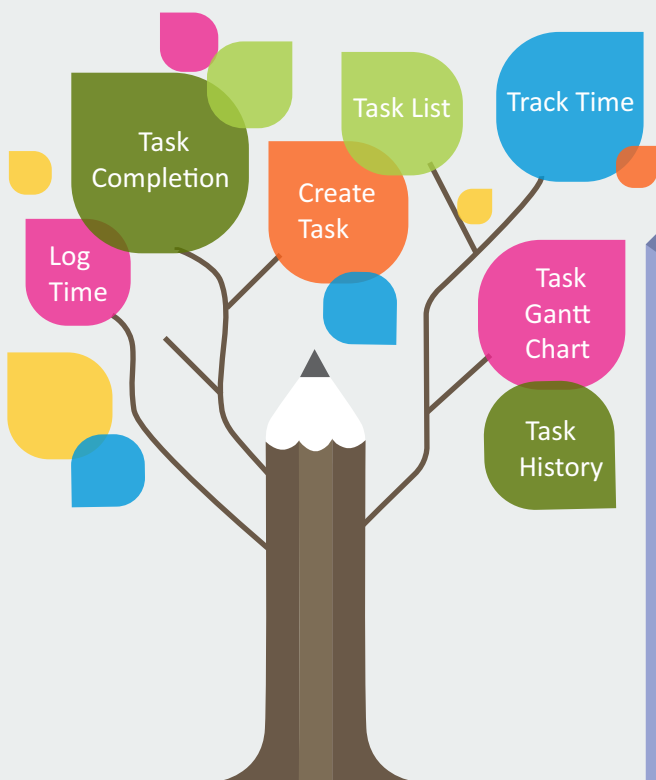 Task
Completion
Task List
Track Time
Create
Task
Log
Time
Task
Gantt
Chart
Task
History